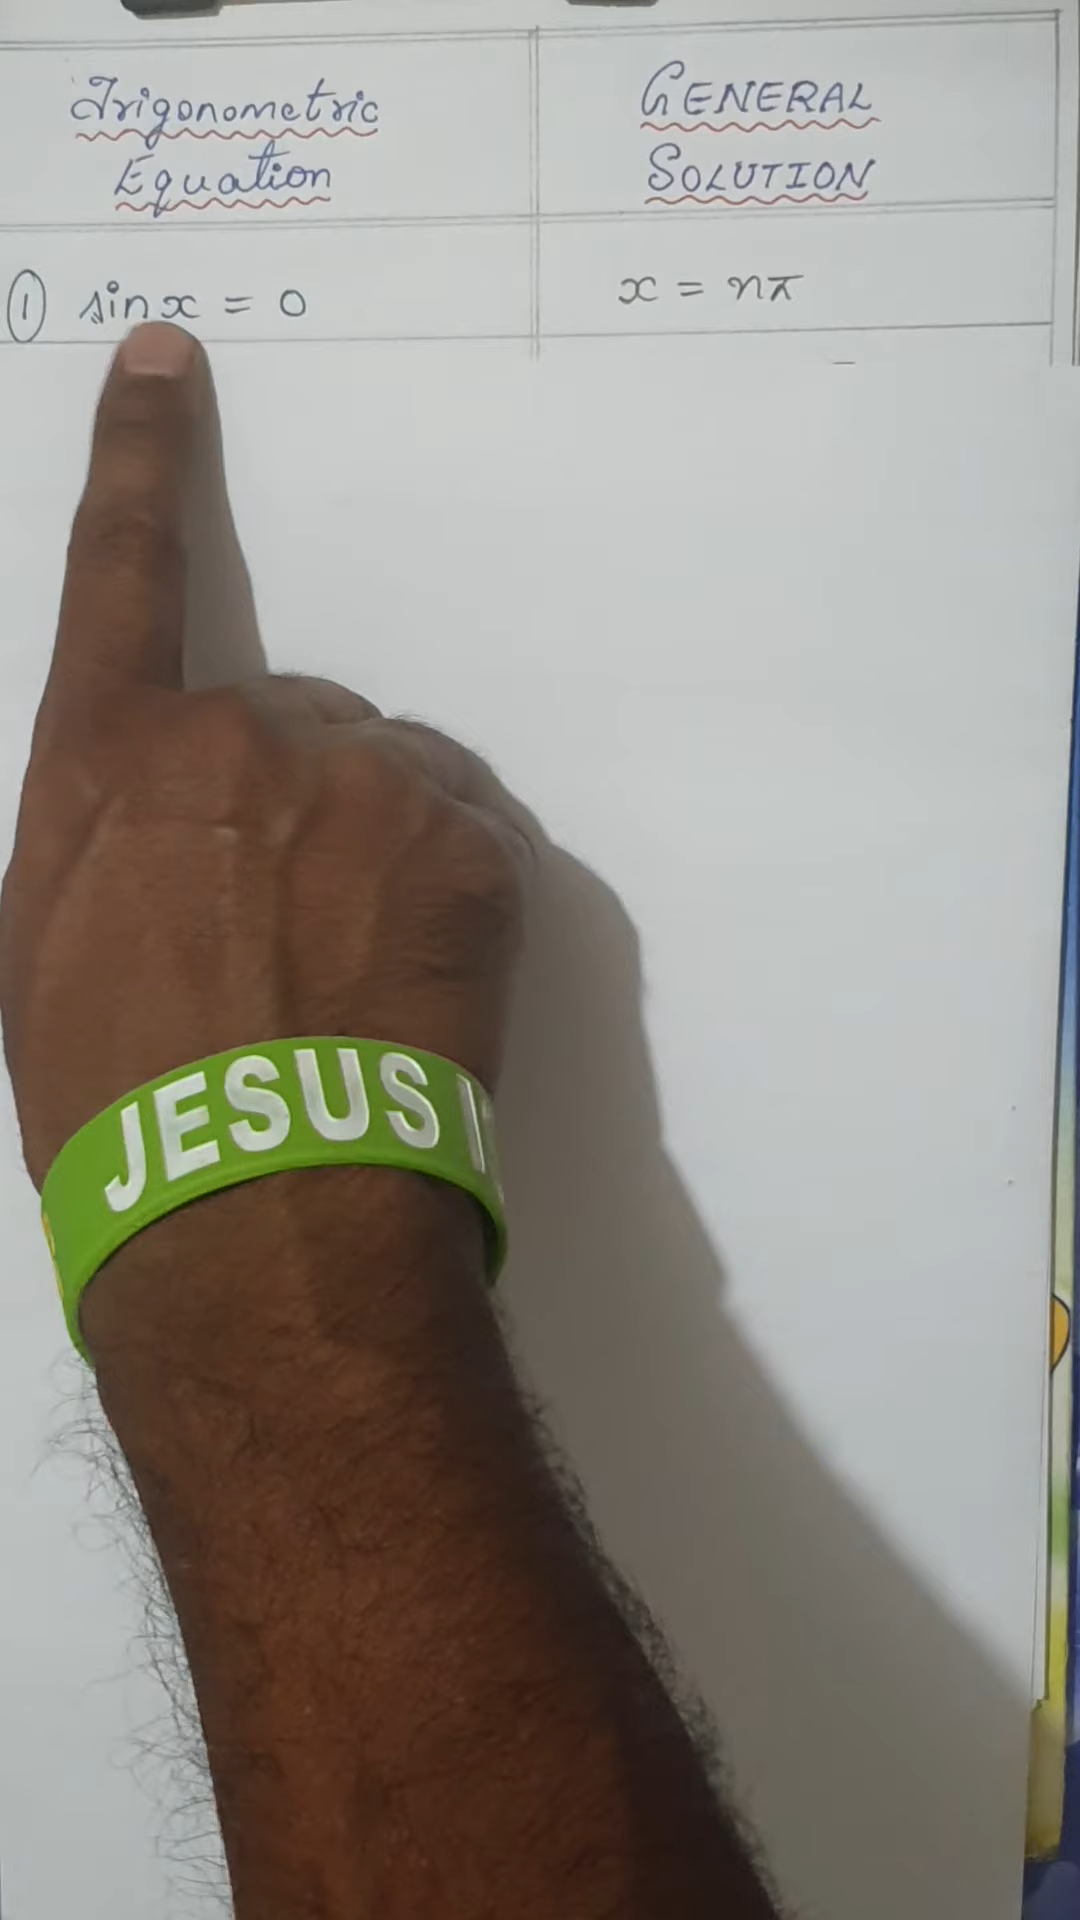 Trigonometric
Equation
GENERAL
SOLUTION
① sin x = 0
x = nπ
JESUS